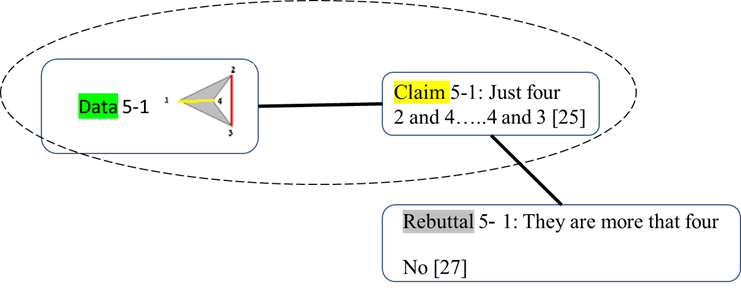 Data 5-1
2
1
4
3
Claim 5-1: Just four
2 and 4…..4 and 3 [25]
Rebuttal 5- 1: They are more that four
No [27]